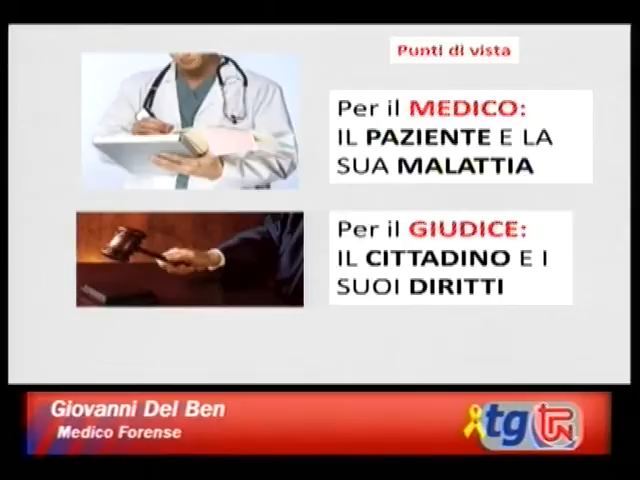 Punti di vista
Per il MEDICO:
IL PAZIENTE E LA
SUA MALATTIA
Per il GIUDICE:
IL CITTADINO E I
SUOI DIRITTI
Giovanni Del Ben
Medico Forense
tg TPN